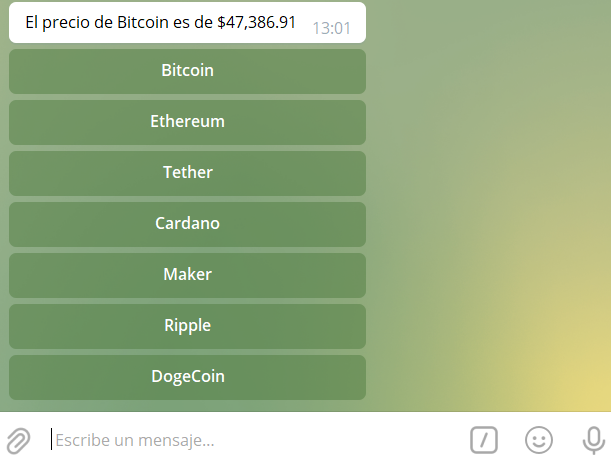 El precio de Bitcoin es de $47,386.91 13:01
Bitcoin
Ethereum
Tether
Cardano
Maker
Ripple
DogeCoin
Escribe un mensaje...